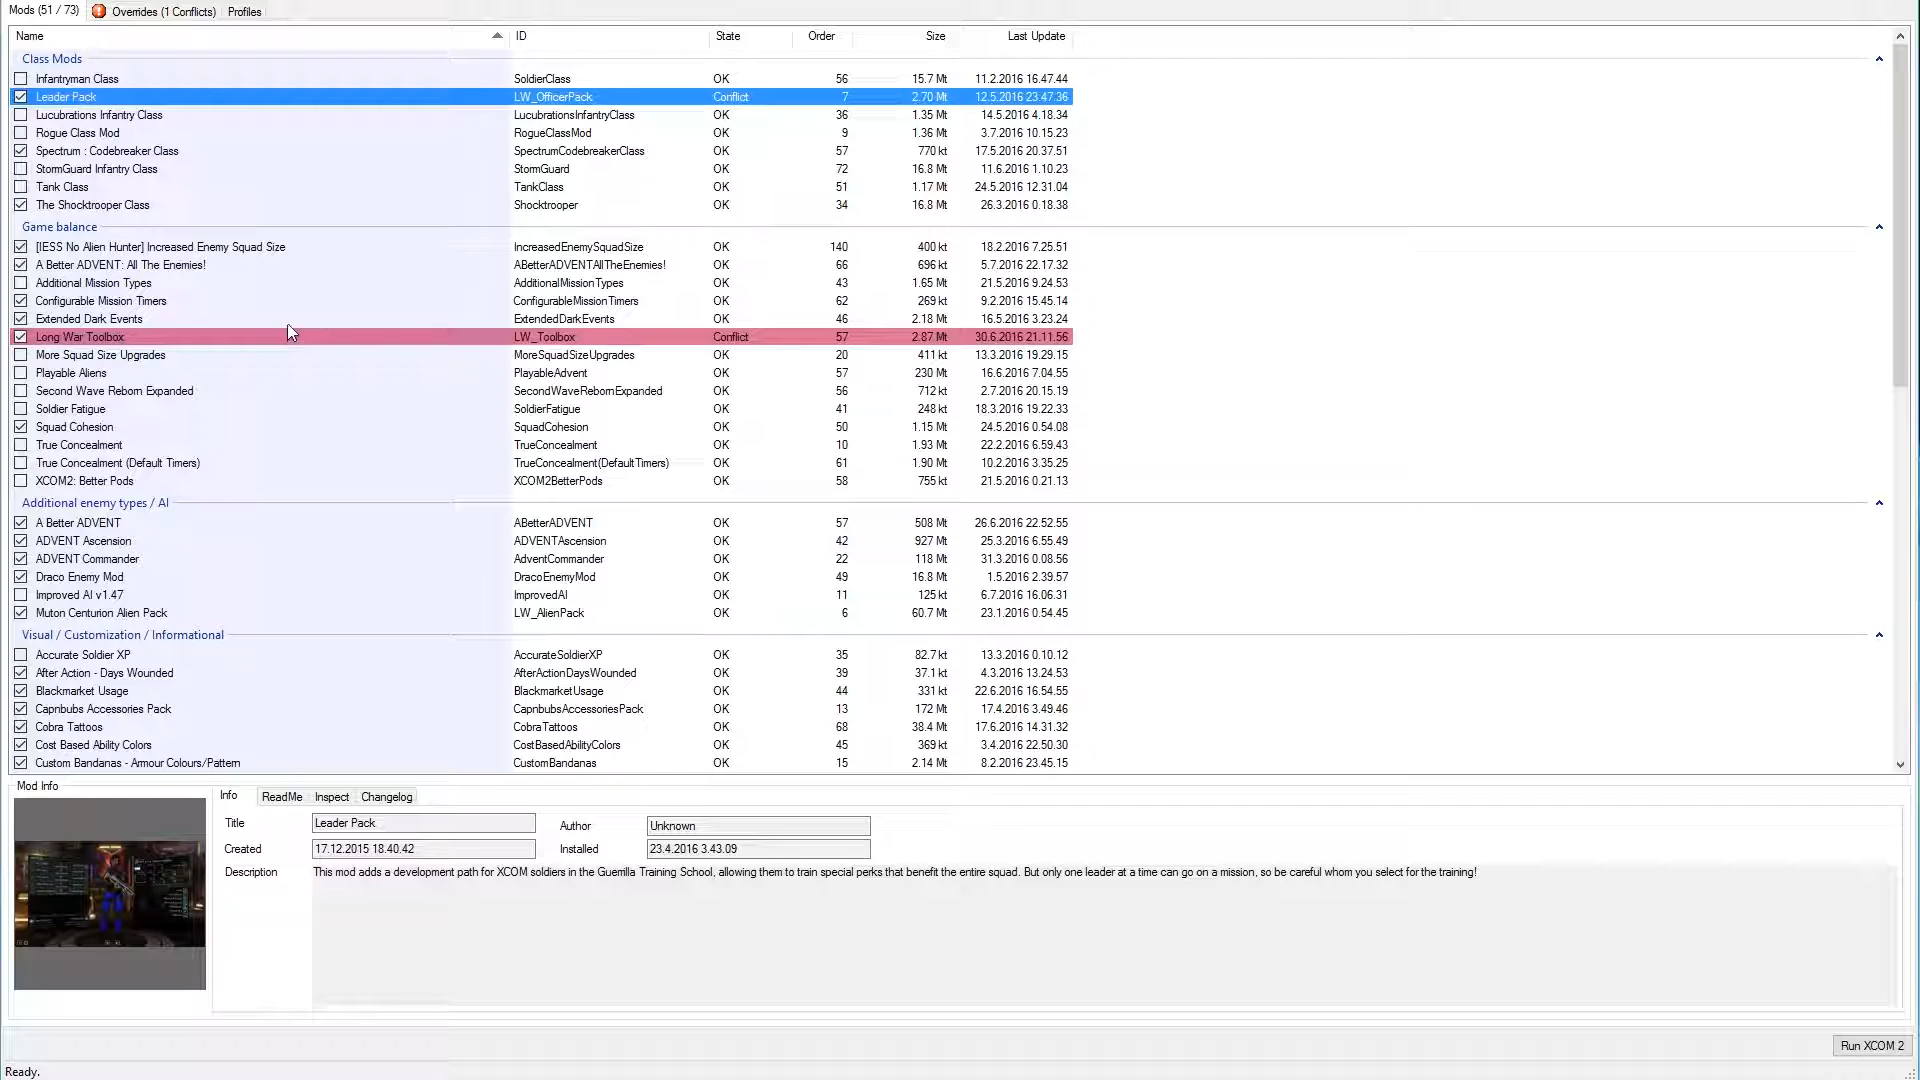 Mods (51 / 73) Overrides (1 Conflicts) Profiles
Name ID State Order Size Last Update
Class Mods
Infantryman Class SoldierClass OK 56 15.7 Mt 11.2.2016 16.47.44
Leader Pack LW_OfficerPack Conflict 7 2.70 Mt 12.5.2016 23.47.36
Lucubrations Infantry Class LucubrationsInfantryClass OK 36 1.35 Mt 14.5.2016 4.18.34
Rogue Class Mod RogueClassMod OK 9 1.36 Mt 3.7.2016 10.15.23
Spectrum : Codebreaker Class SpectrumCodebreakerClass OK 57 770 kt 17.5.2016 20.37.51
StormGuard Infantry Class StormGuard OK 72 16.8 Mt 11.6.2016 1.10.23
Tank Class TankClass OK 51 1.17 Mt 24.5.2016 12.31.04
The Shocktrooper Class Shocktrooper OK 34 16.8 Mt 26.3.2016 0.18.38
Game balance
[IESS No Alien Hunter] Increased Enemy Squad Size IncreasedEnemySquadSize OK 140 400 kt 18.2.2016 7.25.51
A Better ADVENT: All The Enemies! ABetterADVENTAllTheEnemies! OK 66 696 kt 5.7.2016 22.17.32
Additional Mission Types AdditionalMissionTypes OK 43 1.65 Mt 21.5.2016 9.24.53
Configurable Mission Timers ConfigurableMissionTimers OK 62 269 kt 9.2.2016 15.45.14
Extended Dark Events ExtendedDarkEvents OK 46 2.18 Mt 16.5.2016 3.23.24
Long War Toolbox LW_Toolbox Conflict 57 2.87 Mt 30.6.2016 21.11.56
More Squad Size Upgrades MoreSquadSizeUpgrades OK 20 411 kt 13.3.2016 19.29.15
Playable Aliens PlayableAdvent OK 57 230 Mt 16.6.2016 7.04.55
Second Wave Reborn Expanded SecondWaveRebornExpanded OK 56 712 kt 2.7.2016 20.15.19
Soldier Fatigue SoldierFatigue OK 41 248 kt 18.3.2016 19.22.33
Squad Cohesion SquadCohesion OK 50 1.15 Mt 24.5.2016 0.54.08
True Concealment TrueConcealment OK 10 1.93 Mt 22.2.2016 6.59.43
True Concealment (Default Timers) TrueConcealment(DefaultTimers) OK 61 1.90 Mt 10.2.2016 3.35.25
XCOM2: Better Pods XCOM2BetterPods OK 58 755 kt 21.5.2016 0.21.13
Additional enemy types / AI
A Better ADVENT ABetterADVENT OK 57 508 Mt 26.6.2016 22.52.55
ADVENT Ascension ADVENTAscension OK 42 927 Mt 25.3.2016 6.55.49
ADVENT Commander AdventCommander OK 22 118 Mt 31.3.2016 0.08.56
Draco Enemy Mod DracoEnemyMod OK 49 16.8 Mt 1.5.2016 2.39.57
Improved AI v1.47 ImprovedAI OK 11 125 kt 6.7.2016 16.06.31
Muton Centurion Alien Pack LW_AlienPack OK 6 60.7 Mt 23.1.2016 0.54.45
Visual / Customization / Informational
Accurate Soldier XP AccurateSoldierXP OK 35 82.7 kt 13.3.2016 0.10.12
After Action - Days Wounded AfterActionDaysWounded OK 39 37.1 kt 4.3.2016 13.24.53
Blackmarket Usage BlackmarketUsage OK 44 331 kt 22.6.2016 16.54.55
Capnbubs Accessories Pack CapnbubsAccessoriesPack OK 13 172 Mt 17.4.2016 3.49.46
Cobra Tattoos CobraTattoos OK 68 38.4 Mt 17.6.2016 14.31.32
Cost Based Ability Colors CostBasedAbilityColors OK 45 369 kt 3.4.2016 22.50.30
Custom Bandanas - Armour Colours/Pattern CustomBandanas OK 15 2.14 Mt 8.2.2016 23.45.15
Mod Info
Info ReadMe Inspect Changelog
Title Leader Pack Author Unknown
Created 17.12.2015 18.40.42 Installed 23.4.2016 3.43.09
Description This mod adds a development path for XCOM soldiers in the Guerrilla Training School, allowing them to train special perks that benefit the entire squad. But only one leader at a time can go on a mission, so be careful whom you select for the training!
Run XCOM 2
Ready.